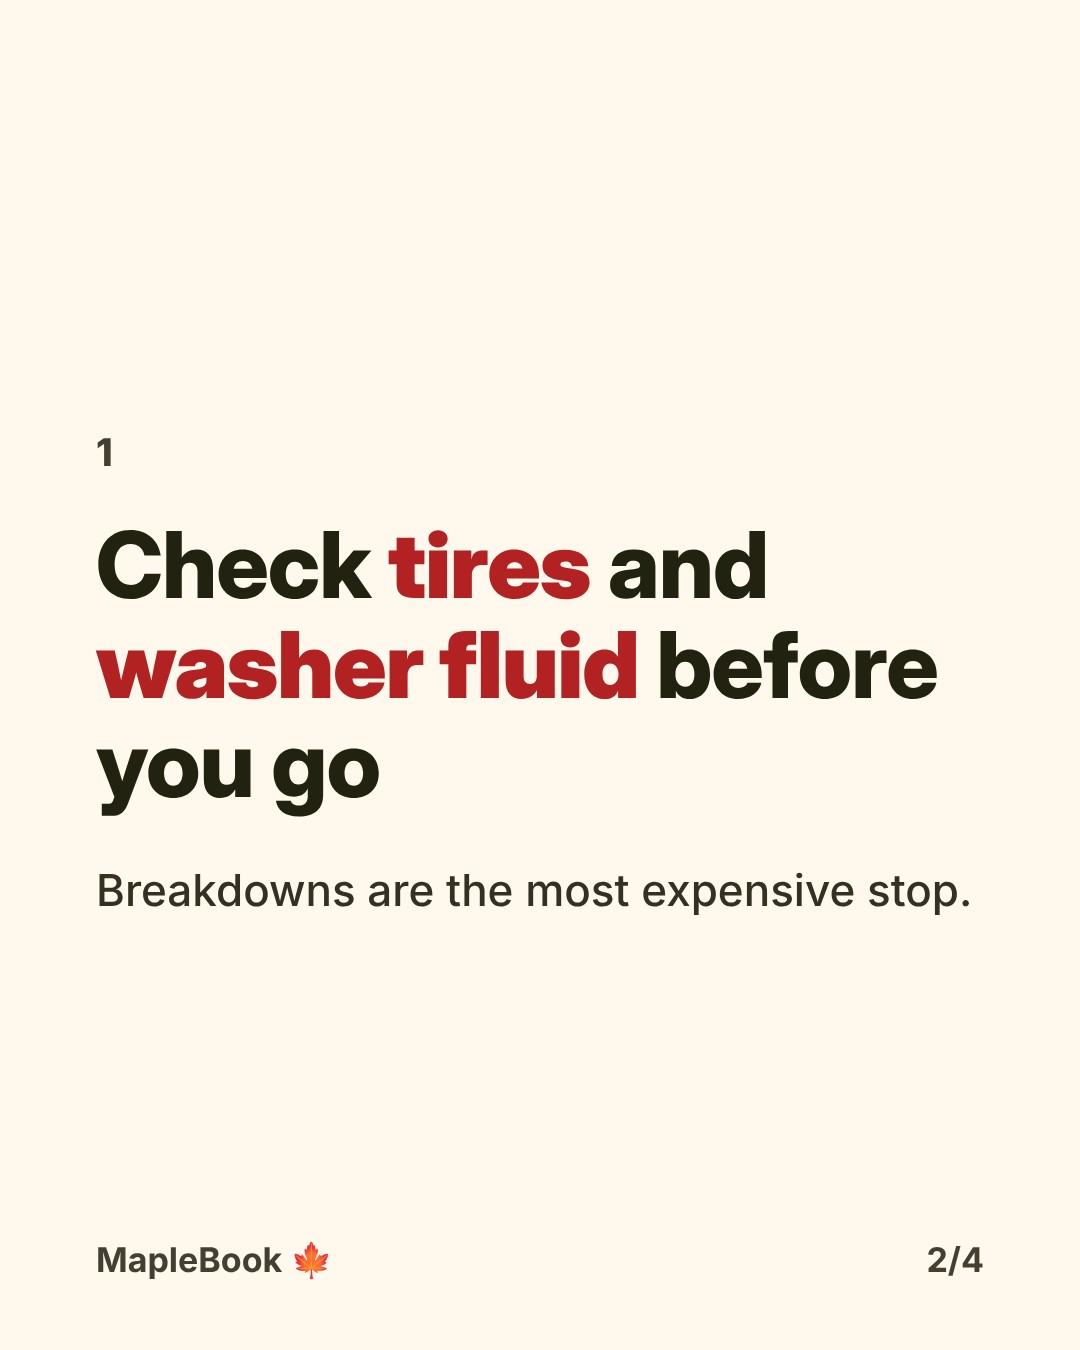 1
Check tires and
washer fluid before
you go
Breakdowns are the most expensive stop.
MapleBook 🍁
2/4